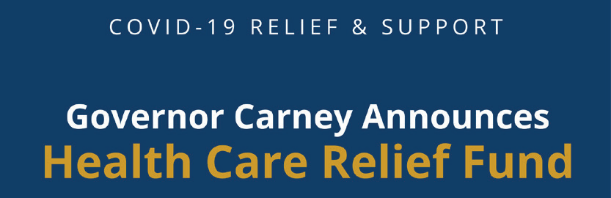 COVID-19 RELIEF & SUPPORT
Governor Carney Announces
Health Care Relief Fund